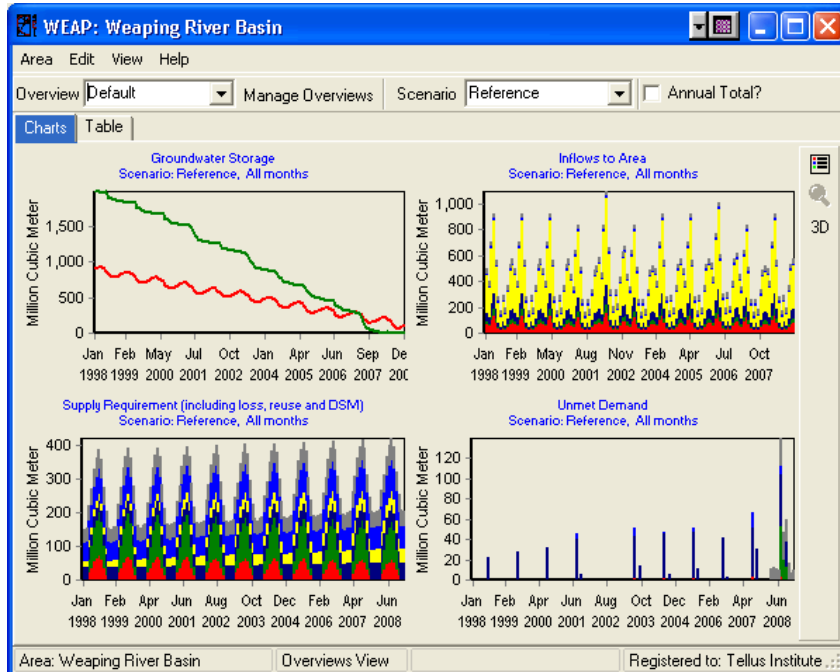 WEAP: Weaping River Basin
Area Edit View Help
Overview Default Manage Overviews Scenario Reference Annual Total?
Charts Table
Groundwater Storage
Scenario: Reference, All months
Million Cubic Meter
1,500
1,000
500
0
Jan Feb May Jul Oct Jan Apr Jun Sep De
1998 1999 2000 2001 2002 2004 2005 2006 2007 200
Inflows to Area
Scenario: Reference, All months
Million Cubic Meter
1,000
800
600
400
200
0
Jan Feb May Aug Nov Feb Apr Jul Oct
1998 1999 2000 2001 2002 2004 2005 2006 2007
3D
Supply Requirement (including loss, reuse and DSM)
Scenario: Reference, All months
Million Cubic Meter
400
300
200
100
0
Jan Feb Apr Jun Aug Oct Dec Feb Apr Jun
1998 1999 2000 2001 2002 2003 2004 2006 2007 2008
Unmet Demand
Scenario: Reference, All months
Million Cubic Meter
120
100
80
60
40
20
0
Jan Feb Apr Jun Aug Oct Dec Feb Apr Jun
1998 1999 2000 2001 2002 2003 2004 2006 2007 2008
Area: Weaping River Basin Overviews View Registered to: Tellus Institute